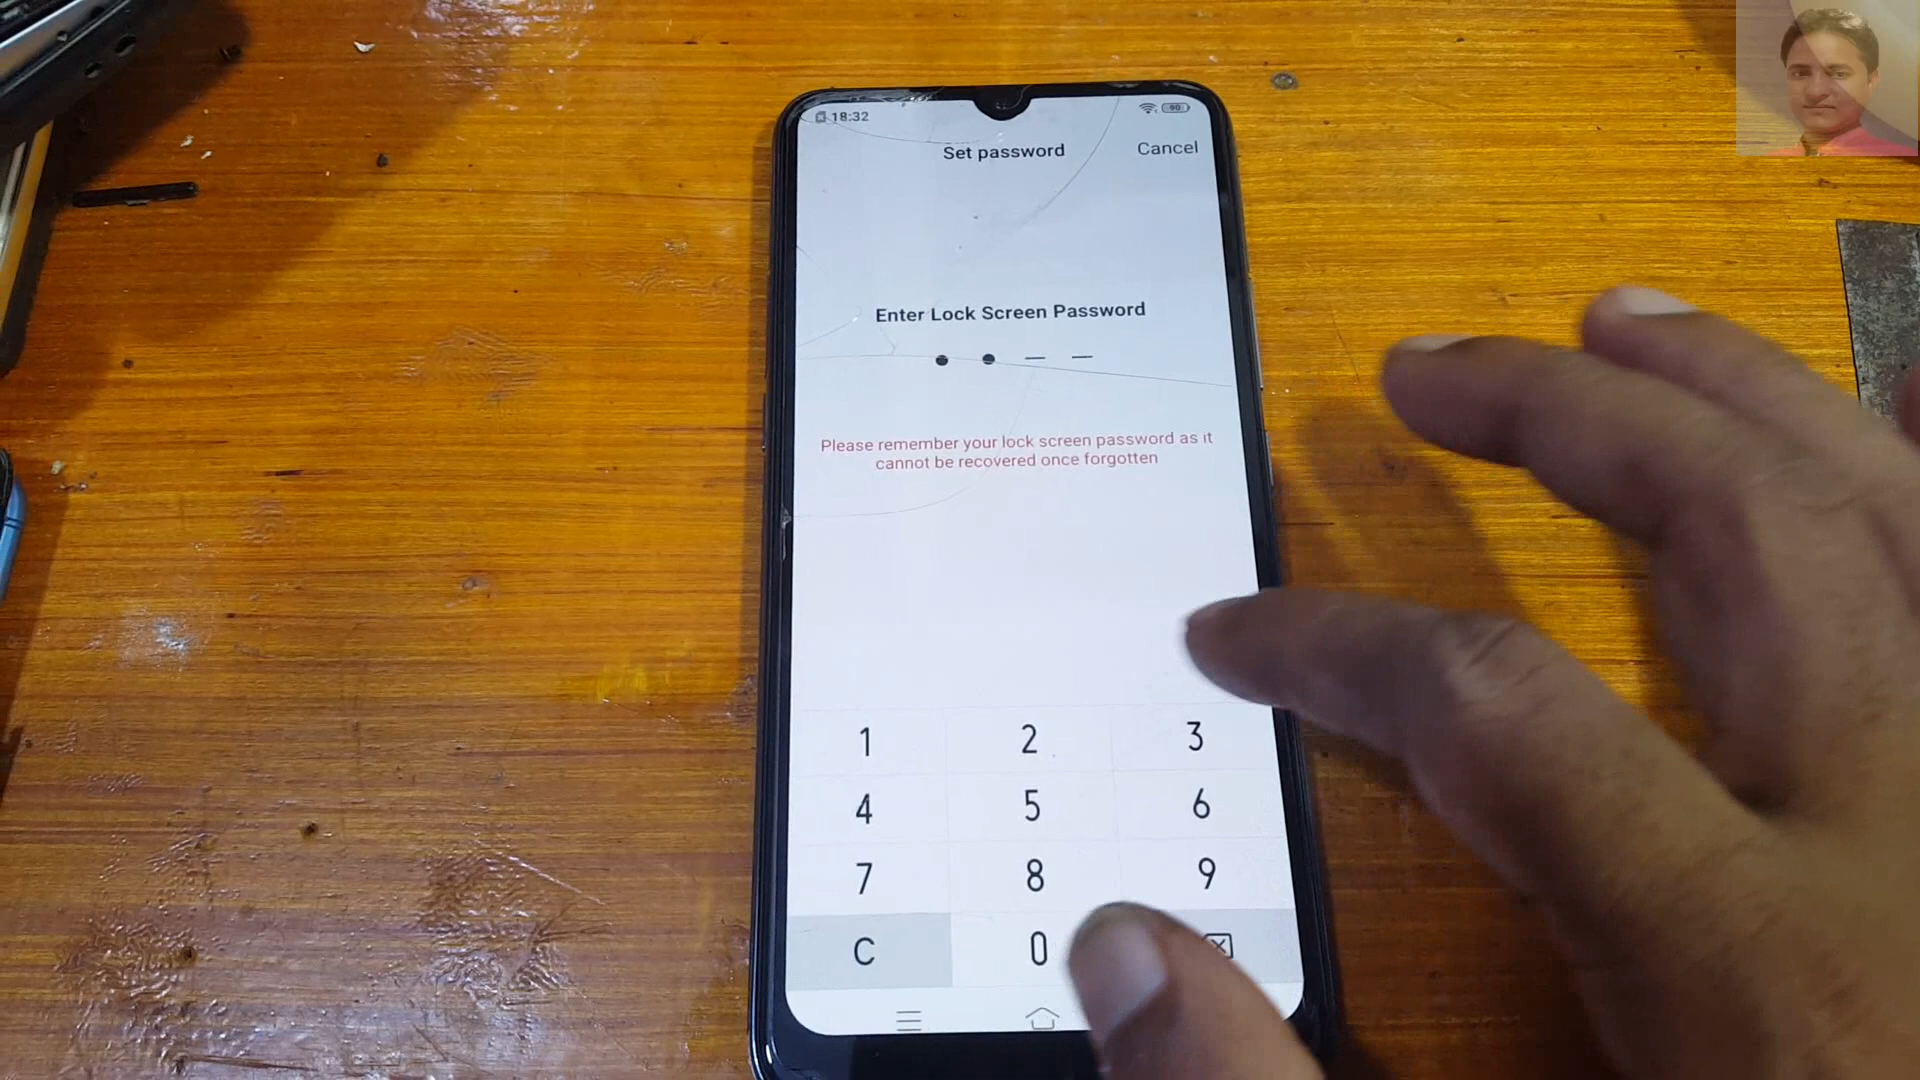 18:32
90
Set password
Cancel
Enter Lock Screen Password
Please remember your lock screen password as it
cannot be recovered once forgotten
1 2 3
4 5 6
7 8 9
C 0